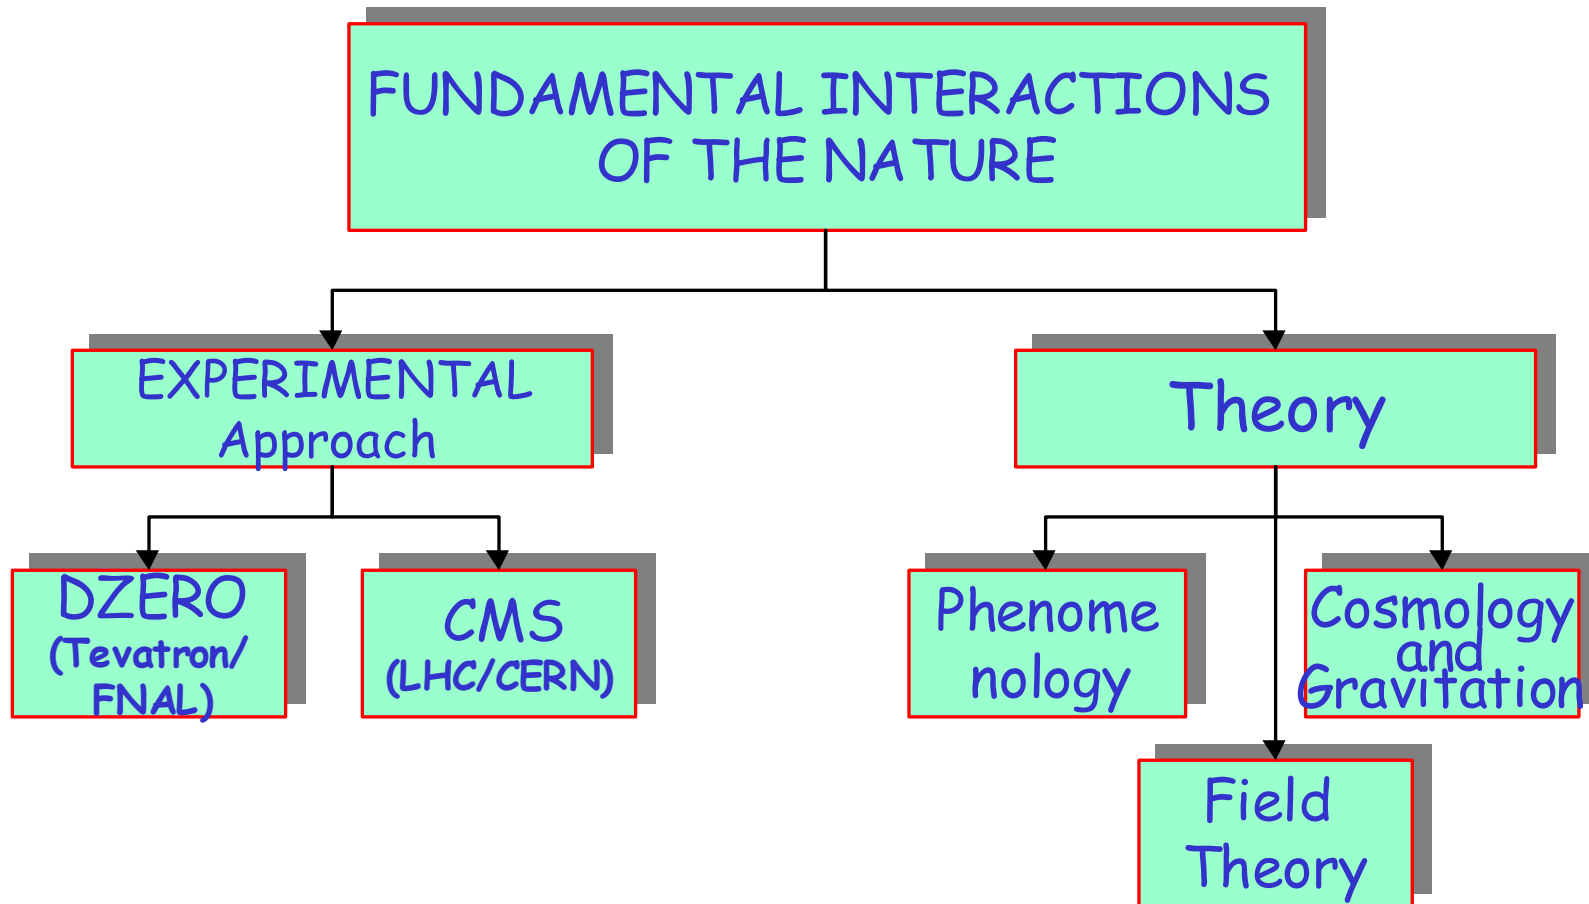 FUNDAMENTAL INTERACTIONS
OF THE NATURE
EXPERIMENTAL
Approach
Theory
DZERO
(Tevatron/
FNAL)
CMS
(LHC/CERN)
Phenome
nology
Cosmology
and
Gravitation
Field
Theory